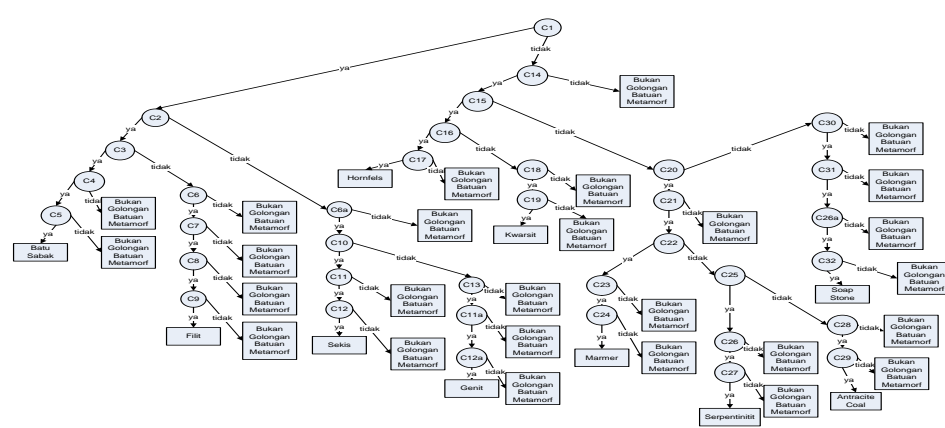 C1
ya
tidak
C14
ya
tidak
Bukan
Golongan
Batuan
Metamorf
C2
ya
tidak
C3
ya
tidak
C4
ya
tidak
Bukan
Golongan
Batuan
Metamorf
C5
ya
tidak
Batu
Sabak
Bukan
Golongan
Batuan
Metamorf
C6
ya
tidak
Bukan
Golongan
Batuan
Metamorf
C7
ya
tidak
Bukan
Golongan
Batuan
Metamorf
C8
ya
tidak
Bukan
Golongan
Batuan
Metamorf
C9
ya
tidak
Filit
Bukan
Golongan
Batuan
Metamorf
C6a
ya
tidak
Bukan
Golongan
Batuan
Metamorf
C10
ya
tidak
C11
ya
tidak
Bukan
Golongan
Batuan
Metamorf
C12
ya
tidak
Sekis
Bukan
Golongan
Batuan
Metamorf
C13
ya
tidak
Bukan
Golongan
Batuan
Metamorf
C11a
ya
tidak
Bukan
Golongan
Batuan
Metamorf
C12a
ya
tidak
Genit
Bukan
Golongan
Batuan
Metamorf
C15
ya
tidak
C16
ya
tidak
C17
ya
tidak
Hornfels
Bukan
Golongan
Batuan
Metamorf
C18
ya
tidak
Bukan
Golongan
Batuan
Metamorf
C19
ya
tidak
Kwarsit
Bukan
Golongan
Batuan
Metamorf
C20
ya
tidak
C21
ya
tidak
Bukan
Golongan
Batuan
Metamorf
C22
ya
tidak
C23
ya
tidak
Bukan
Golongan
Batuan
Metamorf
C24
ya
tidak
Marmer
Bukan
Golongan
Batuan
Metamorf
C25
ya
tidak
C26
ya
tidak
Bukan
Golongan
Batuan
Metamorf
C27
ya
tidak
Serpentinitit
Bukan
Golongan
Batuan
Metamorf
C28
ya
tidak
Bukan
Golongan
Batuan
Metamorf
C29
ya
tidak
Antracite
Coal
Bukan
Golongan
Batuan
Metamorf
C30
ya
tidak
Bukan
Golongan
Batuan
Metamorf
C31
ya
tidak
Bukan
Golongan
Batuan
Metamorf
C26a
ya
tidak
Bukan
Golongan
Batuan
Metamorf
C32
ya
tidak
Soap
Stone
Bukan
Golongan
Batuan
Metamorf